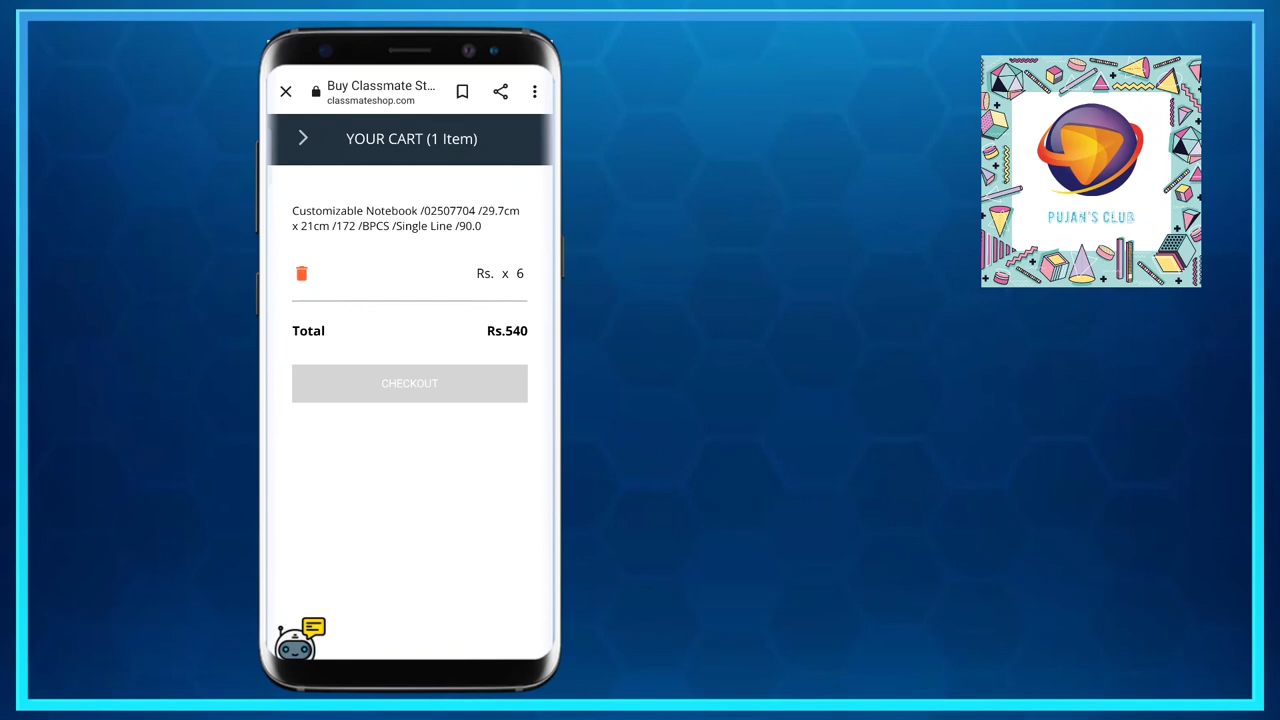 Buy Classmate St...
classmateshop.com
YOUR CART (1 Item)
Customizable Notebook /02507704 /29.7cm
x 21cm /172 /BPCS /Single Line /90.0
Rs. x 6
Total Rs.540
CHECKOUT
PUJAN'S CLUB